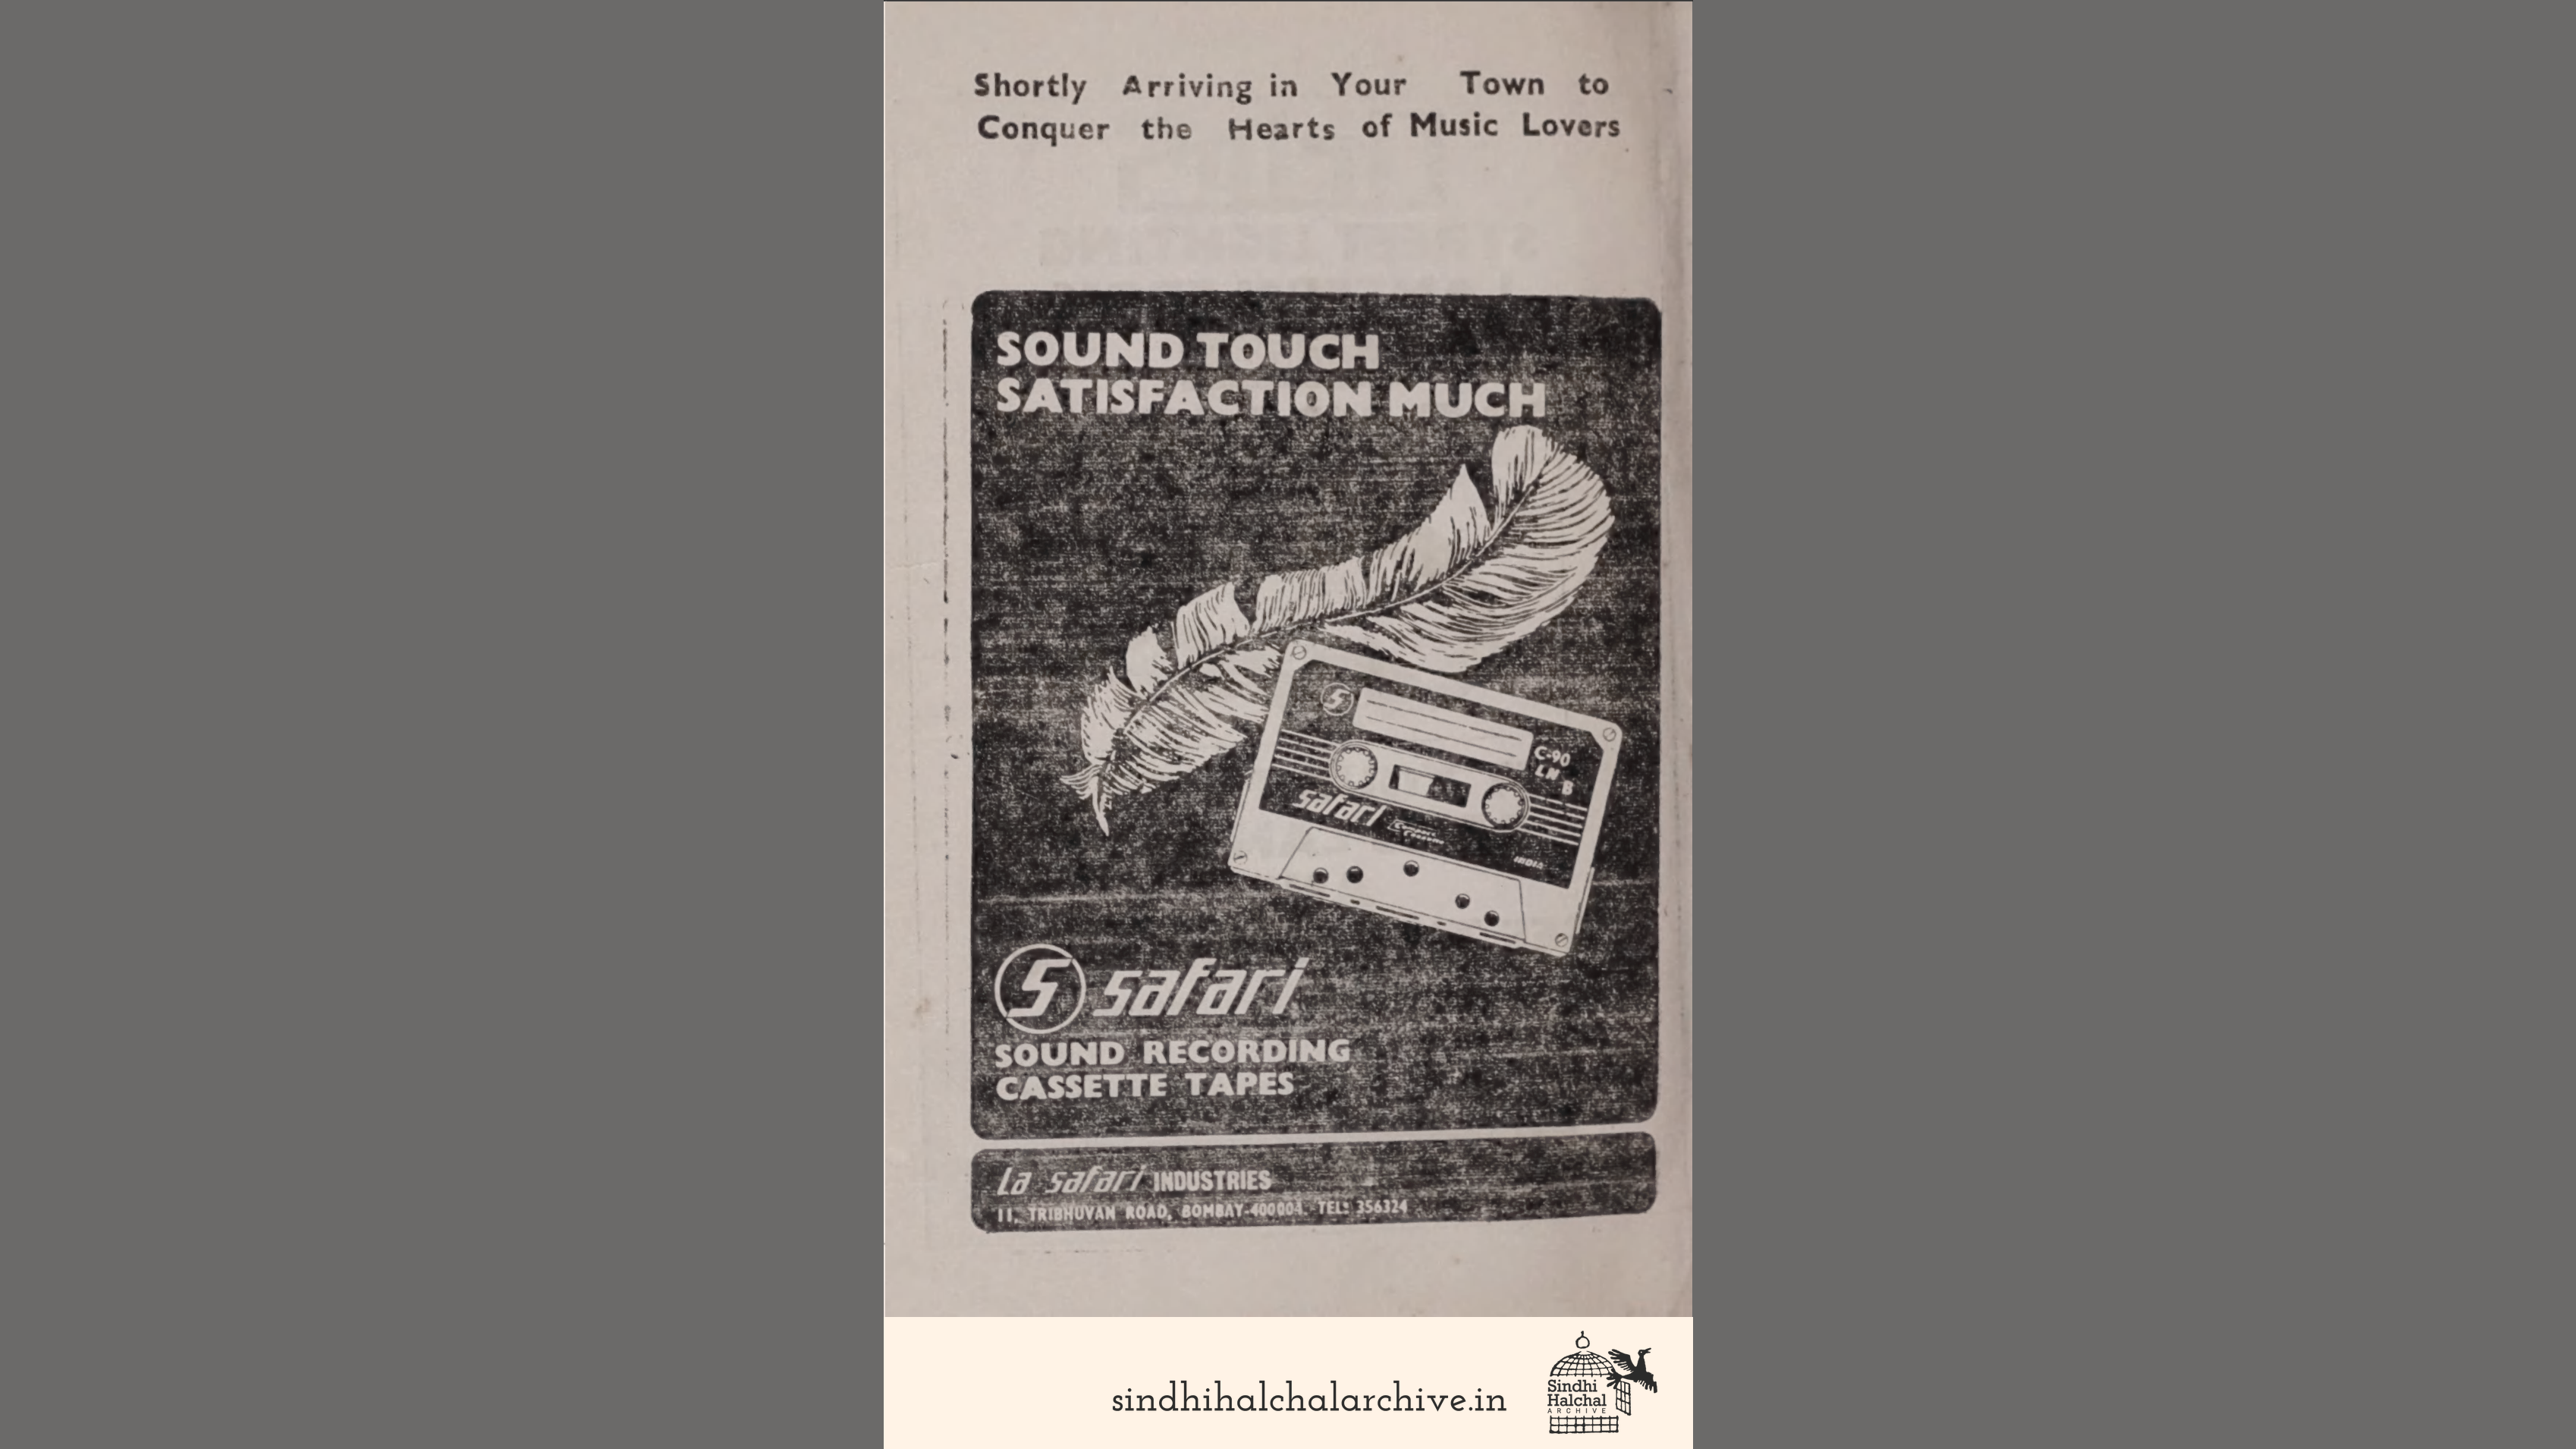 Shortly Arriving in Your Town to
Conquer the Hearts of Music Lovers
SOUND TOUCH
SATISFACTION MUCH
S
C-90
LN
B
safari
INDIA
S safari
SOUND RECORDING
CASSETTE TAPES
La safari INDUSTRIES
11, TRIBHUVAN ROAD, BOMBAY-400004. TEL: 356324
sindhihalchalarchive.in
Sindhi
Halchal
ARCHIVE